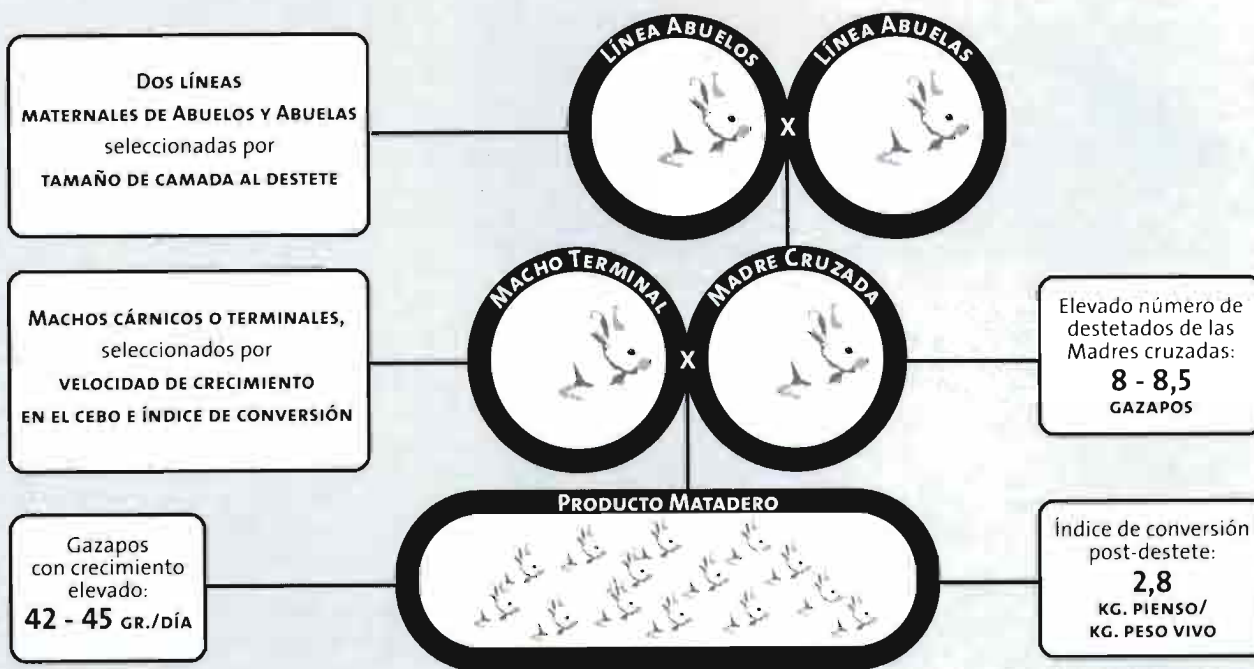 DOS LÍNEAS
MATERNALES DE ABUELOS Y ABUELAS
seleccionadas por
TAMAÑO DE CAMADA AL DESTETE
LÍNEA ABUELOS
X
LÍNEA ABUELAS
MACHOS CÁRNICOS O TERMINALES,
seleccionados por
VELOCIDAD DE CRECIMIENTO
EN EL CEBO E ÍNDICE DE CONVERSIÓN
MACHO TERMINAL
X
MADRE CRUZADA
Elevado número de
destetados de las
Madres cruzadas:
8 - 8,5
GAZAPOS
Gazapos
con crecimiento
elevado:
42 - 45 GR./DÍA
PRODUCTO MATADERO
Índice de conversión
post-destete:
2,8
KG. PIENSO/
KG. PESO VIVO